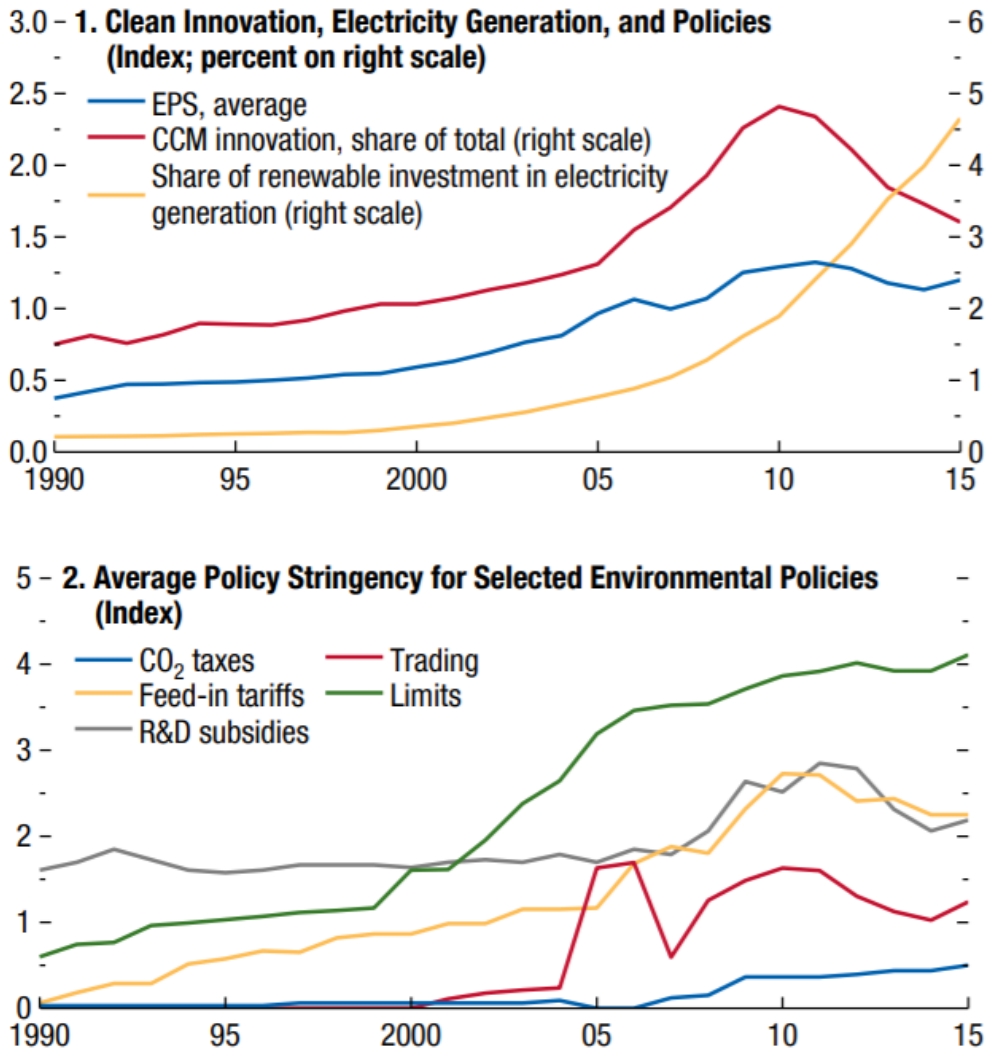 1. Clean Innovation, Electricity Generation, and Policies
(Index; percent on right scale)
EPS, average
CCM innovation, share of total (right scale)
Share of renewable investment in electricity
generation (right scale)
3.0
2.5
2.0
1.5
1.0
0.5
0.0
6
5
4
3
2
1
0
1990 95 2000 05 10 15
2. Average Policy Stringency for Selected Environmental Policies
(Index)
CO₂ taxes Trading
Feed-in tariffs Limits
R&D subsidies
5
4
3
2
1
0
1990 95 2000 05 10 15